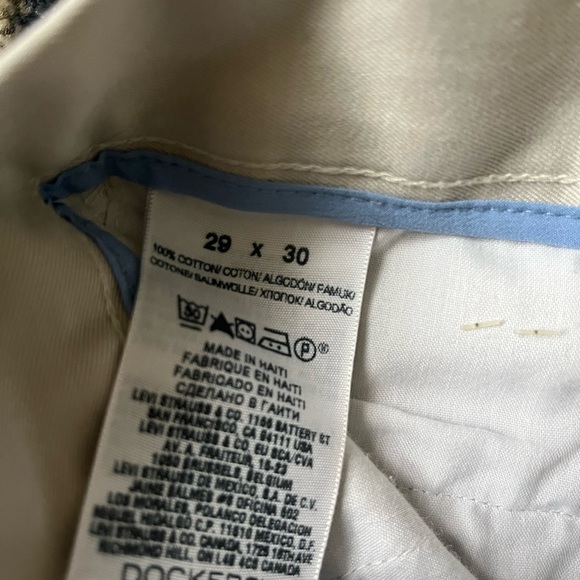 29 x 30
100% COTTON/ COTON/ ALGODÓN/ PAMUK/
COTONE/ BAUMWOLLE/ ХЛОПОК/ ALGODÃO
P®
MADE IN HAITI
FABRIQUE EN HAITI
FABRICADO EN HAITI
СДЕЛАНО В ГАИТИ
LEVI STRAUSS & CO. 1155 BATTERY ST
SAN FRANCISCO, CA 94111 USA
LEVI STRAUSS & CO EU/SCA/CVA
AV. A. FRAITEUR, 15-23
1050 BRUSSELS, BELGIUM
LEVI STRAUSS DE MEXICO, S.A. DE C.V.
JAIME BALMES #8 OFICINA 602
LOS MORALES, POLANCO DELEGACION
MIGUEL HIDALGO C.P. 11510 MEXICO, D.F.
LEVI STRAUSS & CO. CANADA, 1725 16TH AVE
RICHMOND HILL, ON L4B 4C6 CANADA
DOCKERS